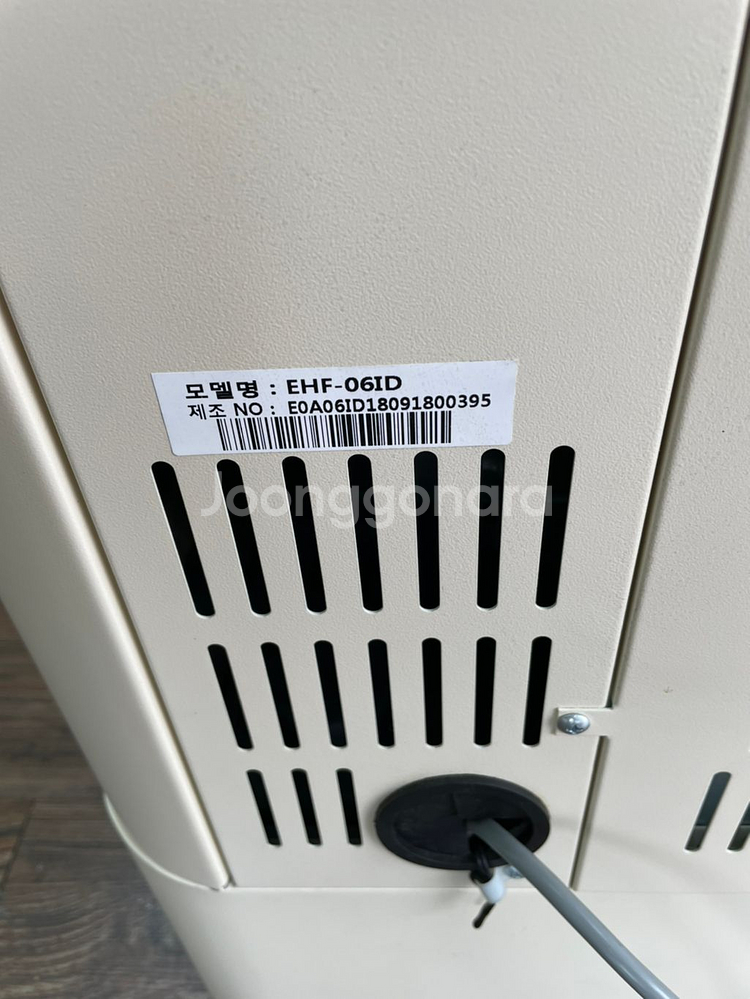 모델명 : EHF-06ID
제조 NO : E0A06ID18091800395
Joonggonara